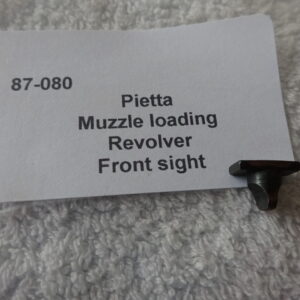 87-080
Pietta
Muzzle loading
Revolver
Front sight